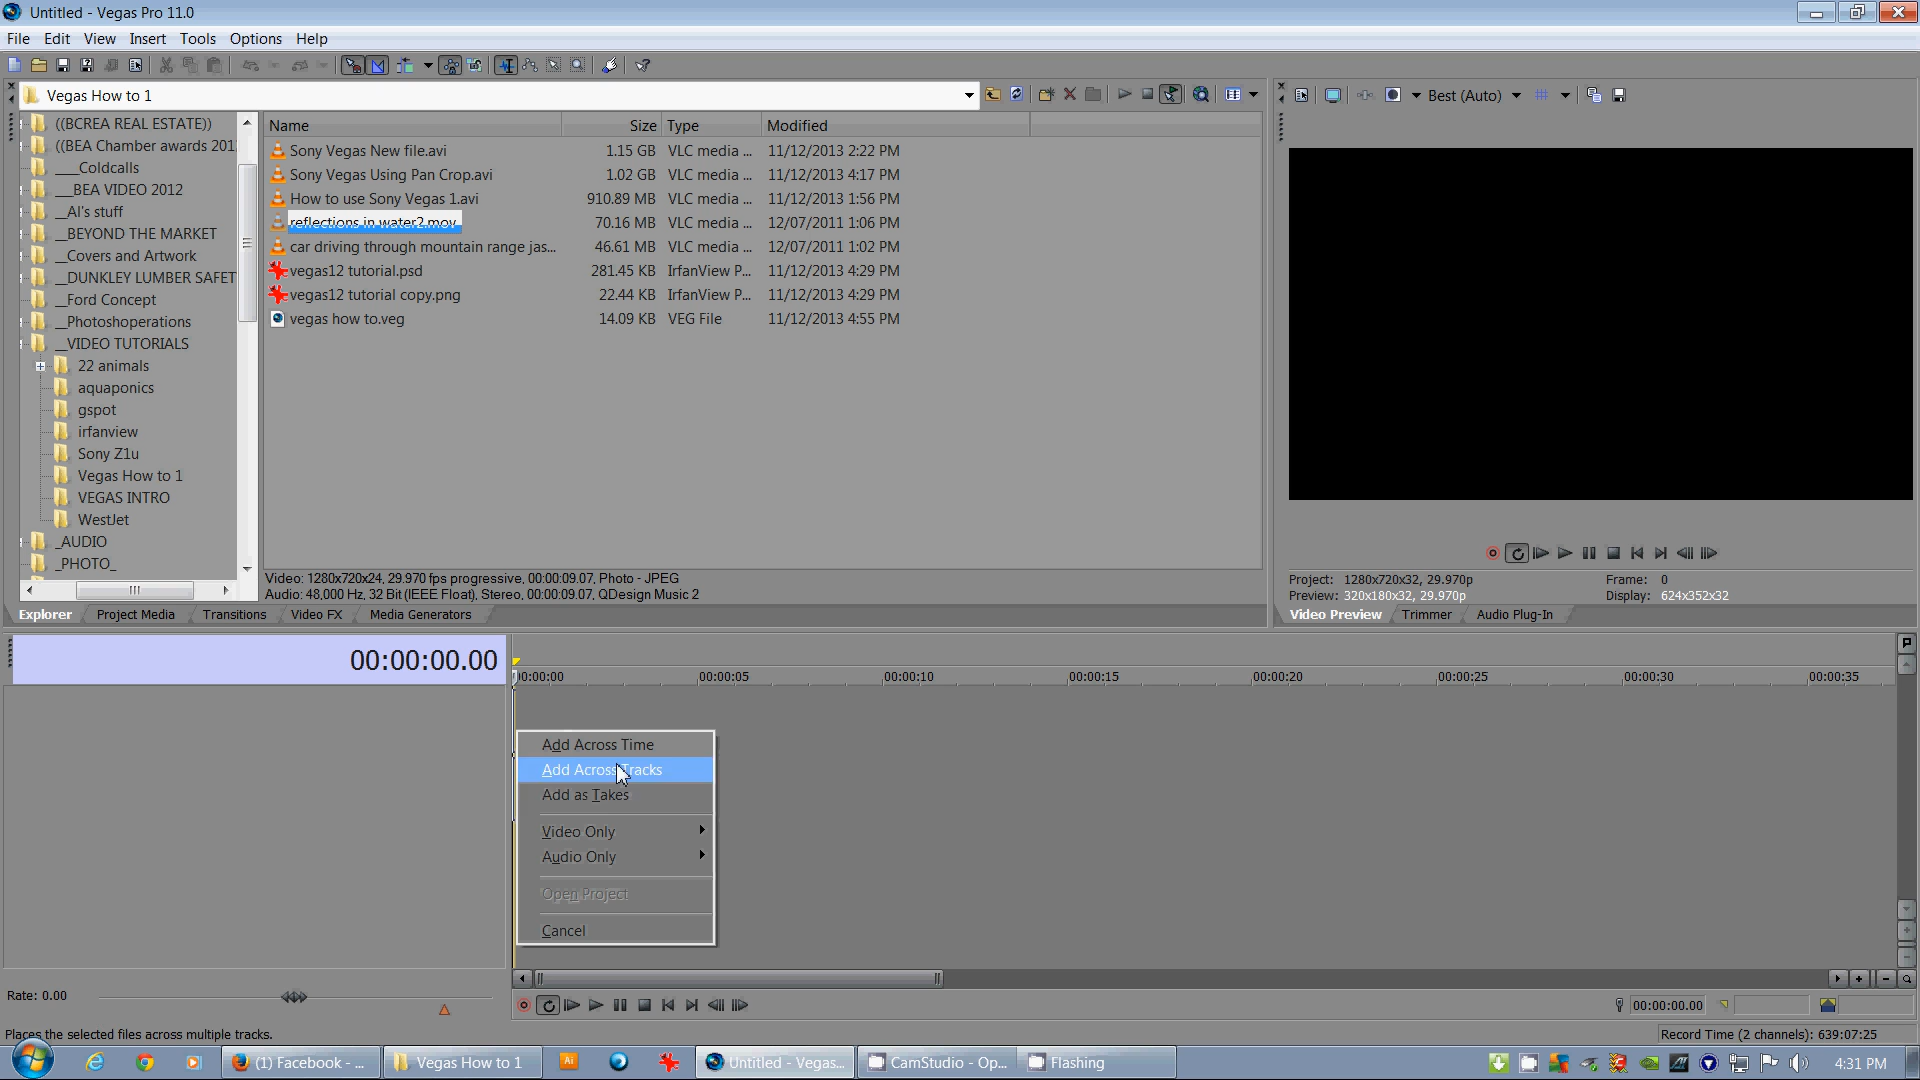 Untitled - Vegas Pro 11.0
File Edit View Insert Tools Options Help
Vegas How to 1
Best (Auto)
((BCREA REAL ESTATE))
((BEA Chamber awards 201
____Coldcalls
__BEA VIDEO 2012
__Al's stuff
__BEYOND THE MARKET
__Covers and Artwork
__DUNKLEY LUMBER SAFET
__Ford Concept
__Photoshoperations
__VIDEO TUTORIALS
22 animals
aquaponics
gspot
irfanview
Sony Z1u
Vegas How to 1
VEGAS INTRO
WestJet
_AUDIO
_PHOTO_
Name Size Type Modified
Sony Vegas New file.avi 1.15 GB VLC media ... 11/12/2013 2:22 PM
Sony Vegas Using Pan Crop.avi 1.02 GB VLC media ... 11/12/2013 4:17 PM
How to use Sony Vegas 1.avi 910.89 MB VLC media ... 11/12/2013 1:56 PM
reflections in water2.mov 70.16 MB VLC media ... 12/07/2011 1:06 PM
car driving through mountain range jas... 46.61 MB VLC media ... 12/07/2011 1:02 PM
vegas12 tutorial.psd 281.45 KB IrfanView P... 11/12/2013 4:29 PM
vegas12 tutorial copy.png 22.44 KB IrfanView P... 11/12/2013 4:29 PM
vegas how to.veg 14.09 KB VEG File 11/12/2013 4:55 PM
Video: 1280x720x24, 29.970 fps progressive, 00:00:09.07, Photo - JPEG
Audio: 48,000 Hz, 32 Bit (IEEE Float), Stereo, 00:00:09.07, QDesign Music 2
Explorer Project Media Transitions Video FX Media Generators
Project: 1280x720x32, 29.970p Frame: 0
Preview: 320x180x32, 29.970p Display: 624x352x32
Video Preview Trimmer Audio Plug-In
00:00:00.00
00:00:00 00:00:05 00:00:10 00:00:15 00:00:20 00:00:25 00:00:30 00:00:35
Add Across Time
Add Across Tracks
Add as Takes
Video Only
Audio Only
Open Project
Cancel
Rate: 0.00
00:00:00.00
Places the selected files across multiple tracks.
Record Time (2 channels): 639:07:25
(1) Facebook - ... Vegas How to 1 Ai Untitled - Vegas... CamStudio - Op... Flashing 4:31 PM